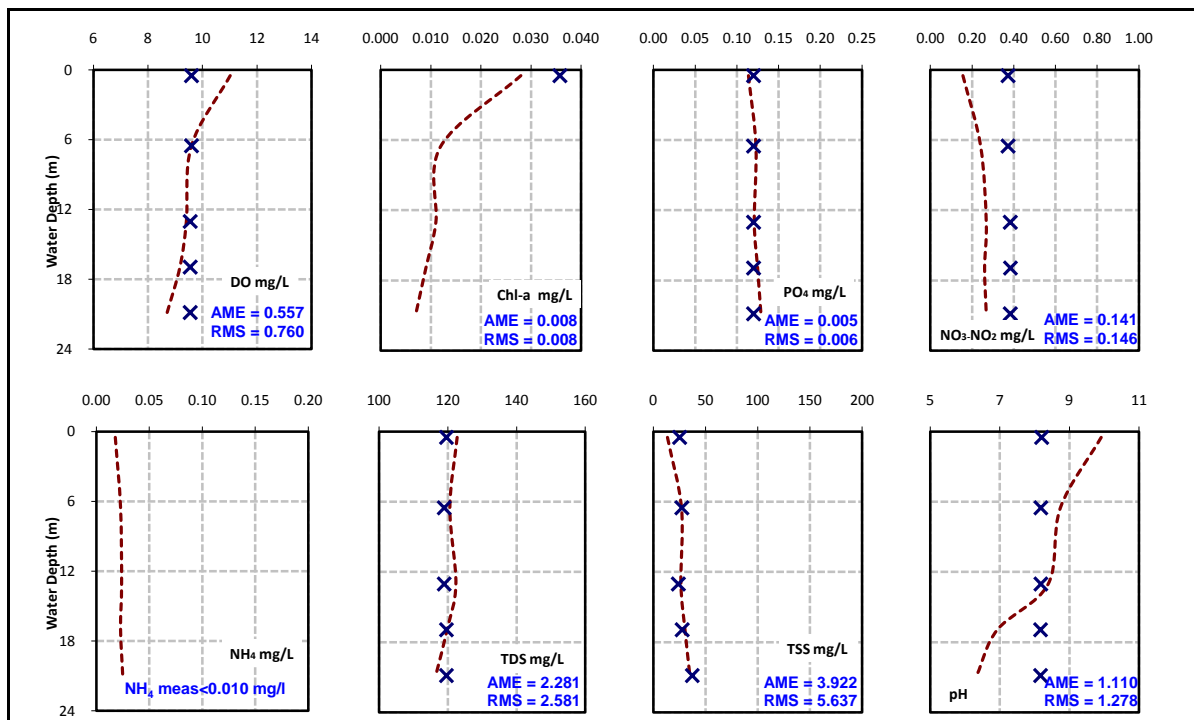 6 8 10 12 14
0.000 0.010 0.020 0.030 0.040
0.00 0.05 0.10 0.15 0.20 0.25
0.00 0.20 0.40 0.60 0.80 1.00
0
6
12
18
24
Water Depth (m)
DO mg/L
AME = 0.557
RMS = 0.760
Chl-a mg/L
AME = 0.008
RMS = 0.008
PO₄ mg/L
AME = 0.005
RMS = 0.006
NO₃-NO₂ mg/L
AME = 0.141
RMS = 0.146
0.00 0.05 0.10 0.15 0.20
100 120 140 160
0 50 100 150 200
5 7 9 11
0
6
12
18
24
Water Depth (m)
NH₄ mg/L
NH₄ meas<0.010 mg/l
TDS mg/L
AME = 2.281
RMS = 2.581
TSS mg/L
AME = 3.922
RMS = 5.637
pH
AME = 1.110
RMS = 1.278